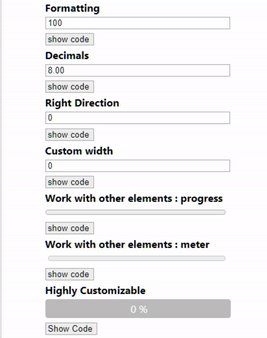 Formatting
100
show code
Decimals
8.00
show code
Right Direction
0
show code
Custom width
0
show code
Work with other elements : progress
show code
Work with other elements : meter
show code
Highly Customizable
0 %
Show Code